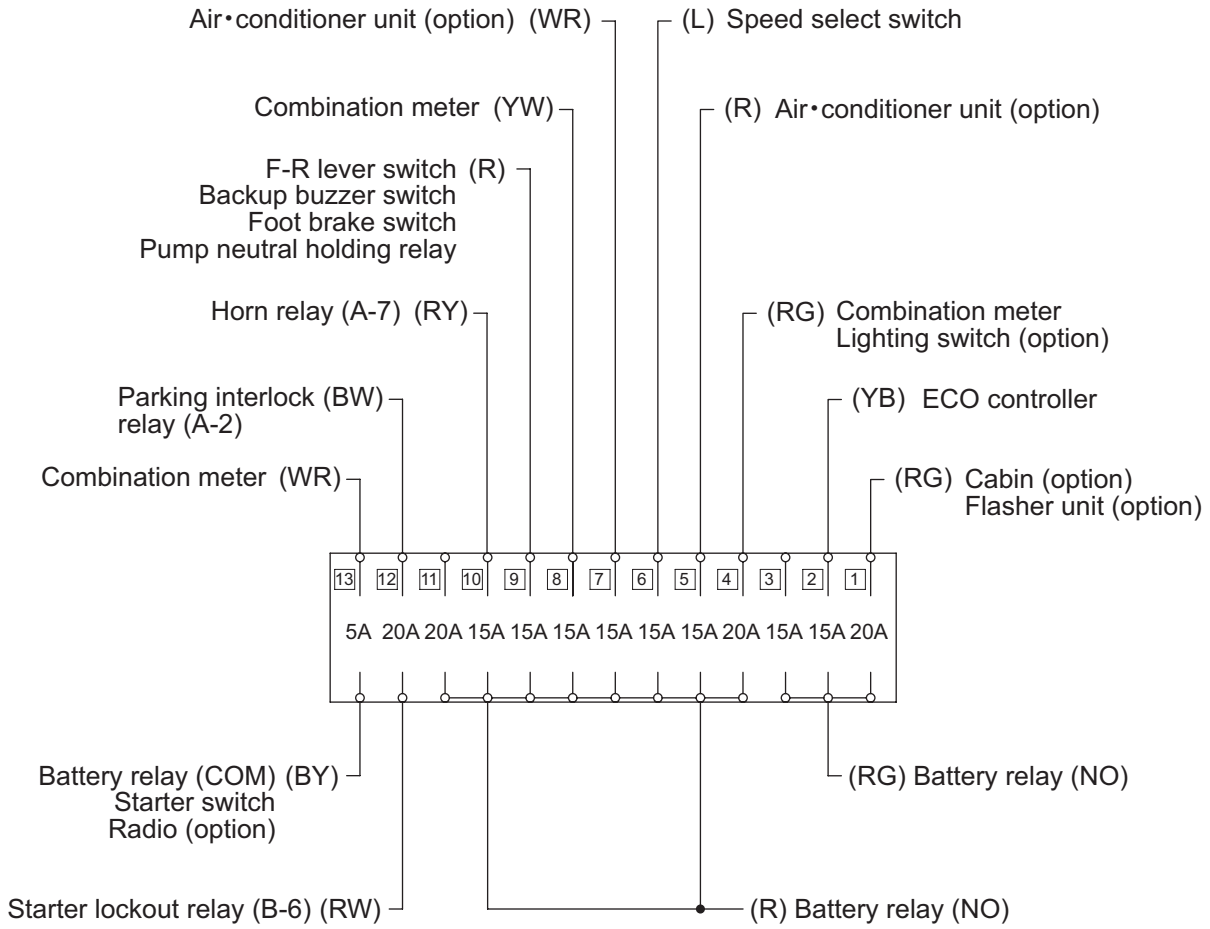 Air・conditioner unit (option) (WR)
(L) Speed select switch
Combination meter (YW)
(R) Air・conditioner unit (option)
F-R lever switch (R)
Backup buzzer switch
Foot brake switch
Pump neutral holding relay
Horn relay (A-7) (RY)
(RG) Combination meter
Lighting switch (option)
Parking interlock (BW)
relay (A-2)
(YB) ECO controller
Combination meter (WR)
(RG) Cabin (option)
Flasher unit (option)
13 12 11 10 9 8 7 6 5 4 3 2 1
5A 20A 20A 15A 15A 15A 15A 15A 15A 20A 15A 15A 20A
Battery relay (COM) (BY)
Starter switch
Radio (option)
(RG) Battery relay (NO)
Starter lockout relay (B-6) (RW)
(R) Battery relay (NO)